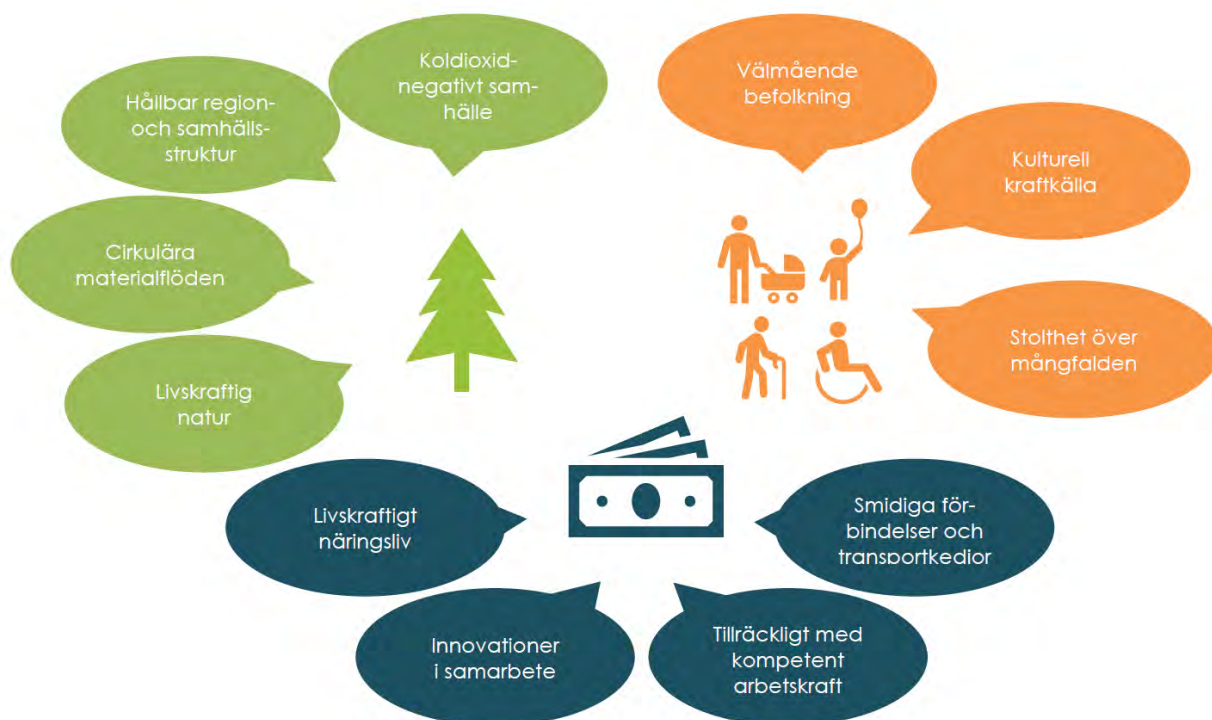 Koldioxid-
negativt sam-
hälle
Hållbar region-
och samhälls-
struktur
Cirkulära
materialflöden
Livskraftig
natur
Välmående
befolkning
Kulturell
kraftkälla
Stolthet över
mångfalden
Livskraftigt
näringsliv
Innovationer
i samarbete
Tillräckligt med
kompetent
arbetskraft
Smidiga för-
bindelser och
transportkedjor